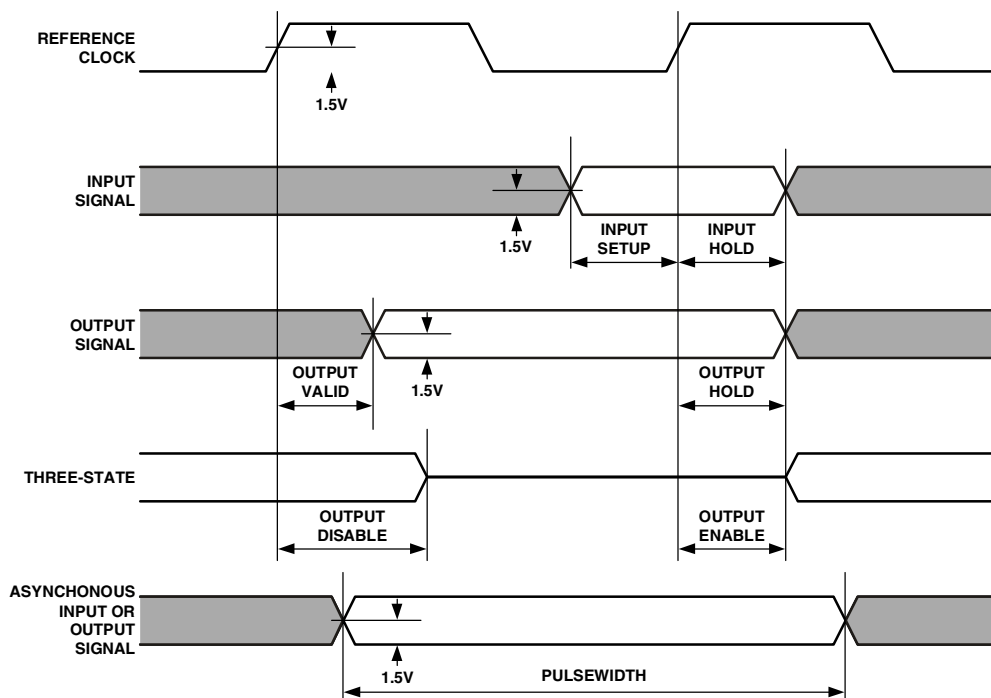 REFERENCE
CLOCK
1.5V
INPUT
SIGNAL
1.5V
INPUT
SETUP
INPUT
HOLD
OUTPUT
SIGNAL
OUTPUT
VALID
1.5V
OUTPUT
HOLD
THREE-STATE
OUTPUT
DISABLE
OUTPUT
ENABLE
ASYNCHONOUS
INPUT OR
OUTPUT
SIGNAL
1.5V
PULSEWIDTH